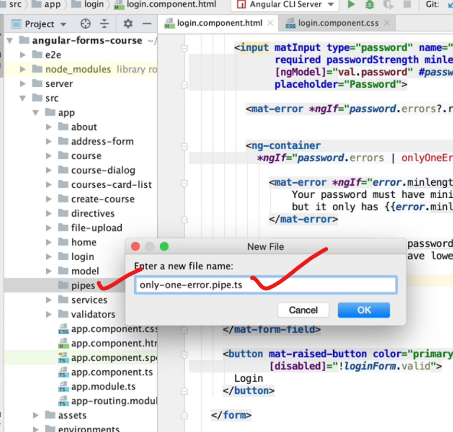 src
app
login
login.component.html
Angular CLI Server
Git:
Project
login.component.html
login.component.css
angular-forms-course ~/
e2e
node_modules library ro
server
src
app
about
address-form
course
course-dialog
courses-card-list
create-course
directives
file-upload
home
login
model
pipes
services
validators
app.component.css
app.component.htm
app.component.spe
app.component.ts
app.module.ts
app-routing.modul
assets
environments
<input matInput type="password" name="
required passwordStrength minle
[ngModel]="val.password" #passw
placeholder="Password">
<mat-error *ngIf="password.errors?.r
<ng-container
*ngIf="password.errors | onlyOneEr
<mat-error *ngIf="error.minlengt
Your password must have mini
but it only has {{error.minl
</mat-error>
password
ave lowe
New File
Enter a new file name:
only-one-error.pipe.ts
Cancel
OK
</mat-form-field>
<button mat-raised-button color="primary
[disabled]="!loginForm.valid">
Login
</button>
</form>